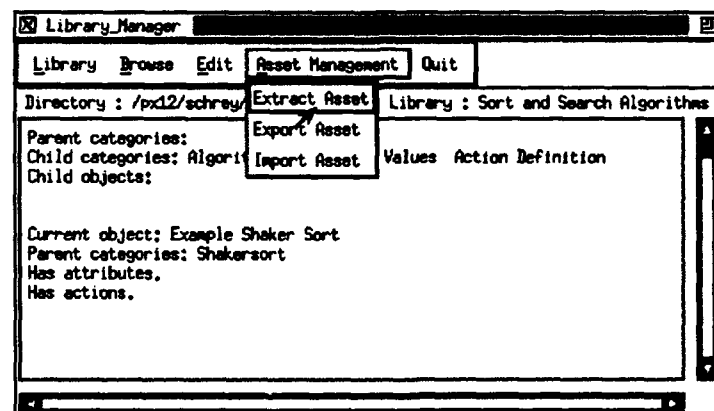 Library_Manager
Library Browse Edit Asset Management Quit
Directory : /px12/schrey/ Library : Sort and Search Algorithms
Extract Asset
Export Asset
Import Asset
Parent categories:
Child categories: Algorit Values Action Definition
Child objects:
Current object: Example Shaker Sort
Parent categories: Shakersort
Has attributes.
Has actions.